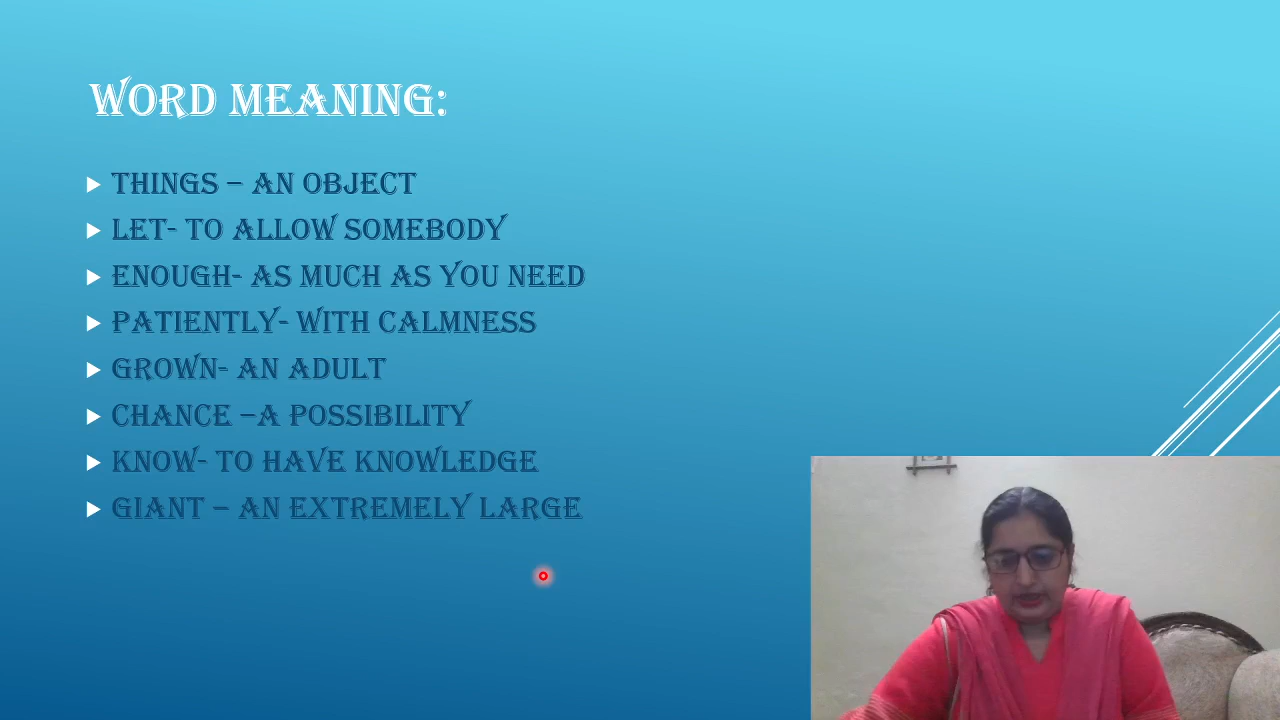 WORD MEANING:
THINGS – AN OBJECT
LET- TO ALLOW SOMEBODY
ENOUGH- AS MUCH AS YOU NEED
PATIENTLY- WITH CALMNESS
GROWN- AN ADULT
CHANCE –A POSSIBILITY
KNOW- TO HAVE KNOWLEDGE
GIANT – AN EXTREMELY LARGE